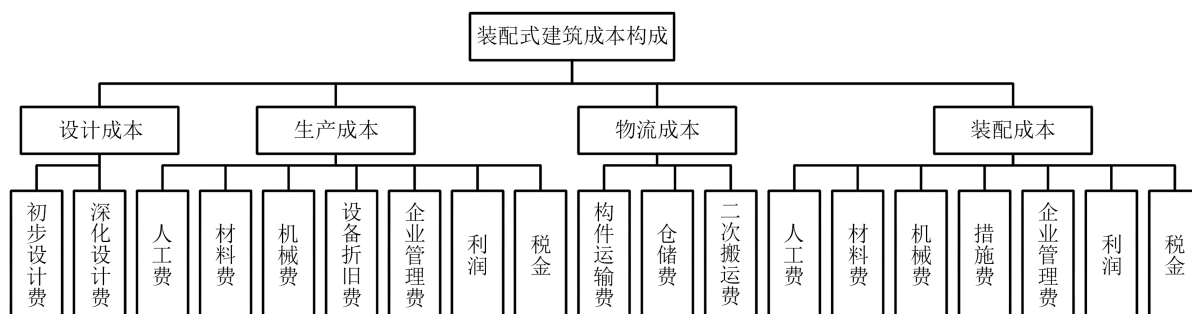 装配式建筑成本构成
设计成本
生产成本
物流成本
装配成本
初步设计费
深化设计费
人工费
材料费
机械费
设备折旧费
企业管理费
利润
税金
构件运输费
仓储费
二次搬运费
人工费
材料费
机械费
措施费
企业管理费
利润
税金